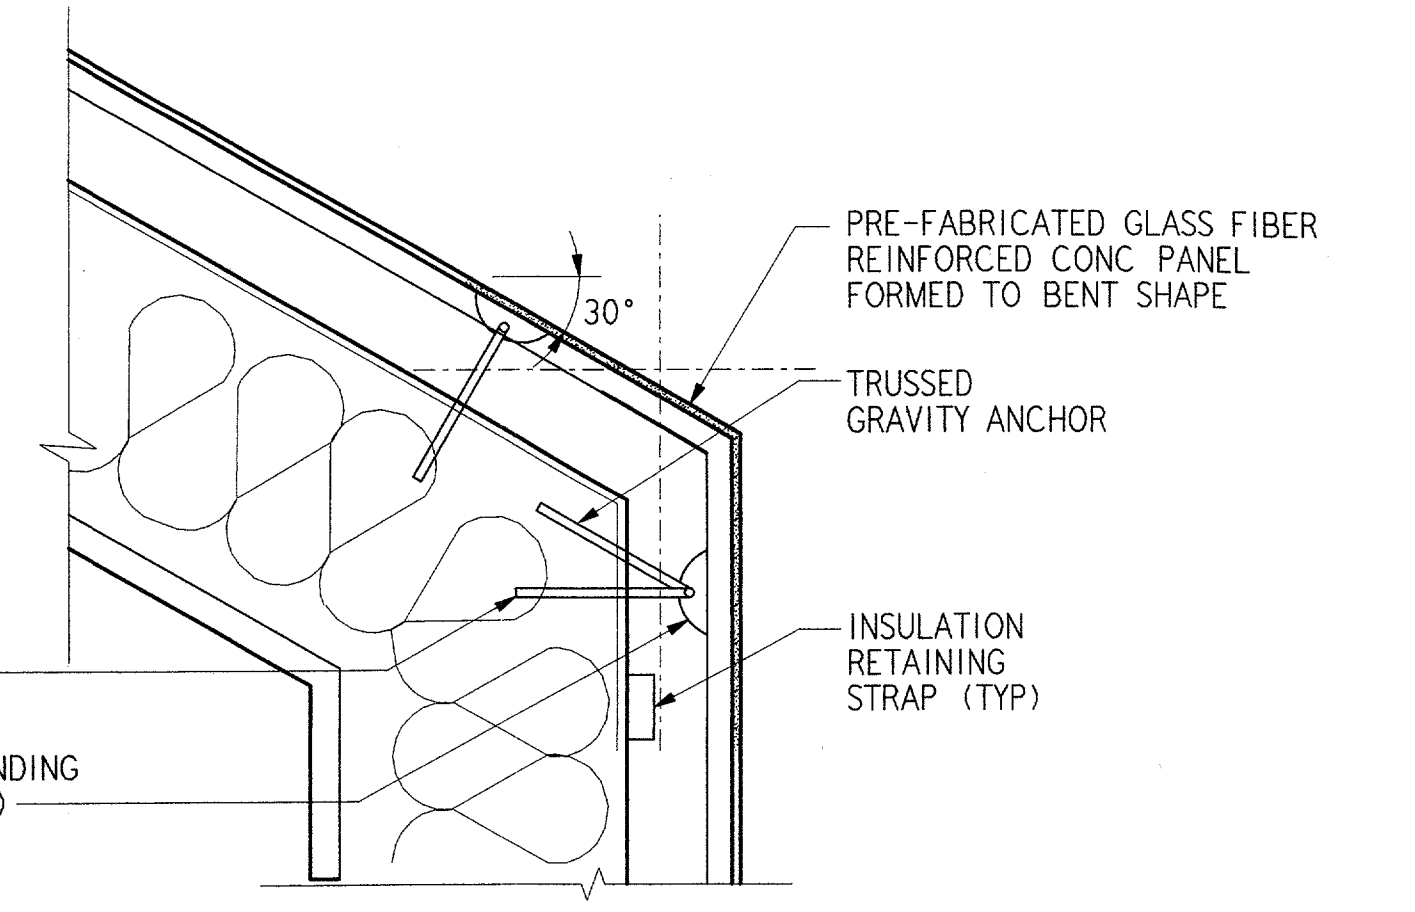 PRE-FABRICATED GLASS FIBER
REINFORCED CONC PANEL
FORMED TO BENT SHAPE
30°
TRUSSED
GRAVITY ANCHOR
INSULATION
RETAINING
STRAP (TYP)
NDING
)